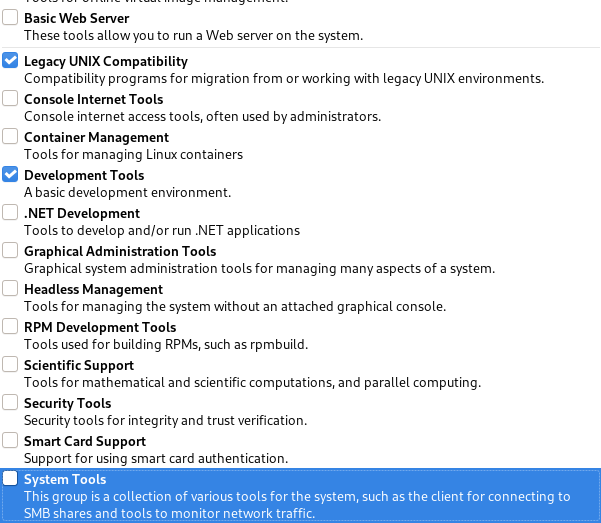 Tools for offline virtual image management.
Basic Web Server
These tools allow you to run a Web server on the system.
Legacy UNIX Compatibility
Compatibility programs for migration from or working with legacy UNIX environments.
Console Internet Tools
Console internet access tools, often used by administrators.
Container Management
Tools for managing Linux containers
Development Tools
A basic development environment.
.NET Development
Tools to develop and/or run .NET applications
Graphical Administration Tools
Graphical system administration tools for managing many aspects of a system.
Headless Management
Tools for managing the system without an attached graphical console.
RPM Development Tools
Tools used for building RPMs, such as rpmbuild.
Scientific Support
Tools for mathematical and scientific computations, and parallel computing.
Security Tools
Security tools for integrity and trust verification.
Smart Card Support
Support for using smart card authentication.
System Tools
This group is a collection of various tools for the system, such as the client for connecting to
SMB shares and tools to monitor network traffic.